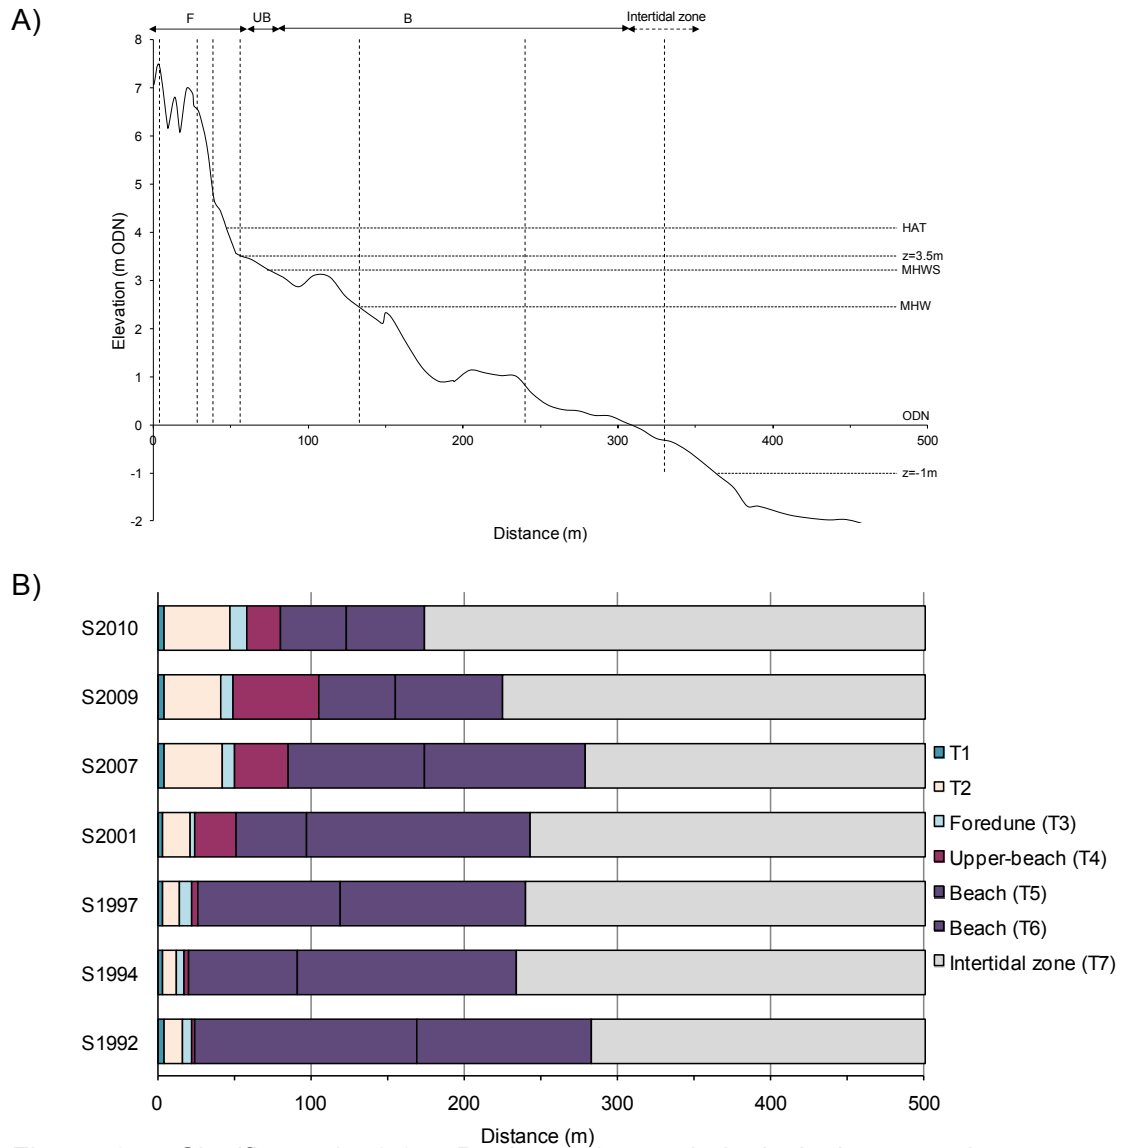 A)
F UB B Intertidal zone
8
7
6
5
4
3
2
1
0
-1
-2
Elevation (m ODN)
HAT
z=3.5m
MHWS
MHW
ODN
z=-1m
0 100 200 300 400 500
Distance (m)
B)
S2010
S2009
S2007
S2001
S1997
S1994
S1992
T1
T2
Foredune (T3)
Upper-beach (T4)
Beach (T5)
Beach (T6)
Intertidal zone (T7)
0 100 200 300 400 500
Distance (m)